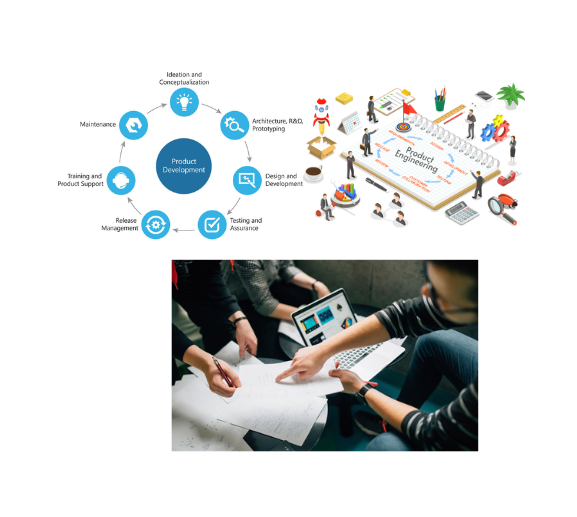 Ideation and
Conceptualization
Architecture, R&D,
Prototyping
Design and
Development
Testing and
Assurance
Release
Management
Training and
Product Support
Maintenance
Product
Development
Product
Engineering